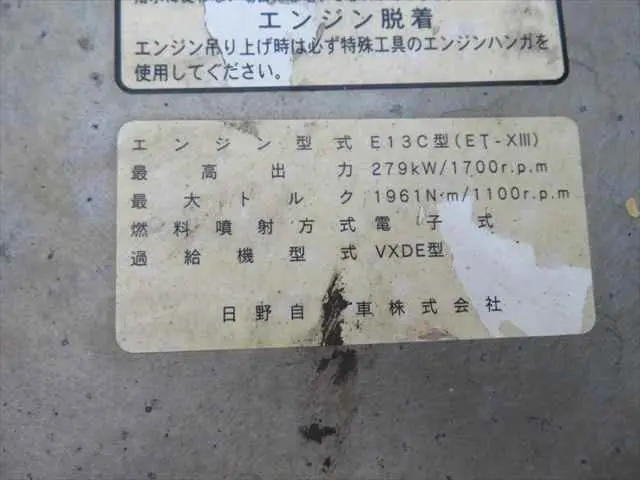 エンジン脱着
エンジン吊り上げ時は必ず特殊工具のエンジンハンガを
使用してください。
エンジン型式 E13C型(ET-XIII)
最高出力 279kW/1700r.p.m
最大トルク 1961N·m/1100r.p.m
燃料噴射方式 電子式
過給機型式 VXDE型
日野自 車株式会社